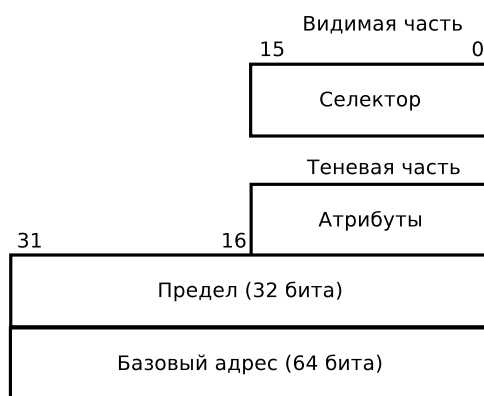 Видимая часть
15 0
Селектор
Теневая часть
Атрибуты
31 16
Предел (32 бита)
Базовый адрес (64 бита)